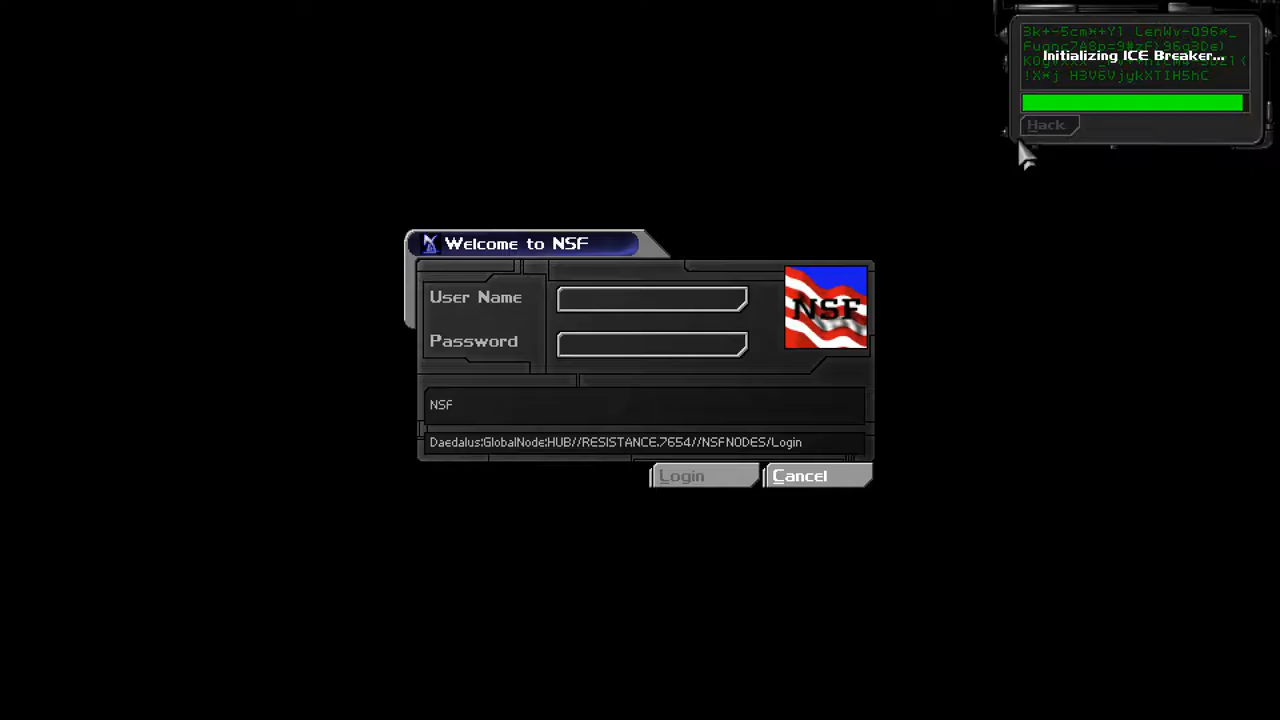 Initializing ICE Breaker...
Hack
Welcome to NSF
User Name
NSF
Password
NSF
Daedalus:GlobalNode:HUB//RESISTANCE.7654//NSFNODES/Login
Login
Cancel